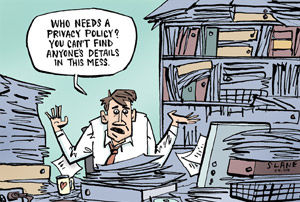 WHO NEEDS A
PRIVACY POLICY?
YOU CAN'T FIND
ANYONE'S DETAILS
IN THIS MESS.
SLANE